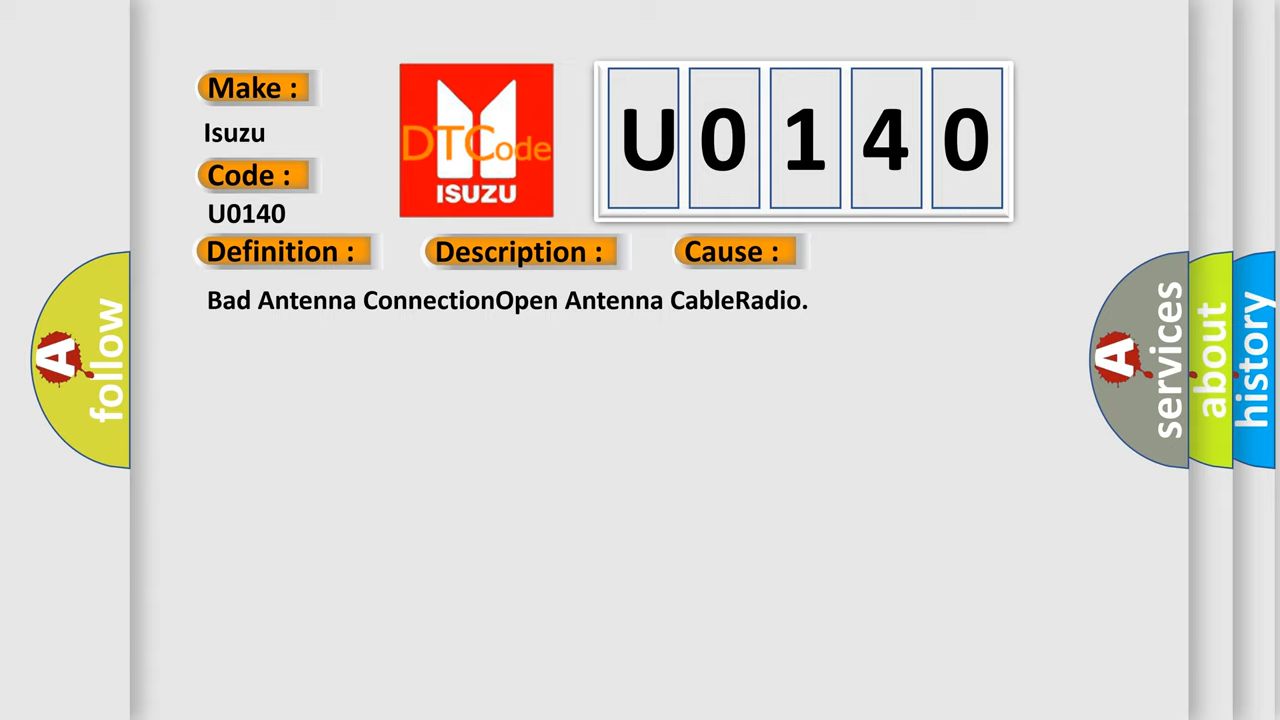 Make :
Isuzu
Code :
U0140
DTCode
ISUZU
U0140
Definition :
Description :
Cause :
Bad Antenna ConnectionOpen Antenna CableRadio.
A follow
A services
about
history